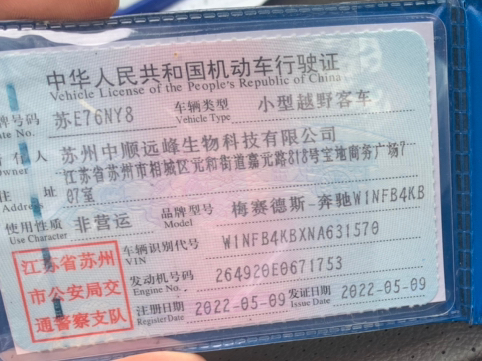 中华人民共和国机动车行驶证
Vehicle License of the People's Republic of China
牌号码 苏E76NY8 车辆类型 小型越野客车
Plate No. Vehicle Type
有人 苏州中顺远峰生物科技有限公司
江苏省苏州市相城区元和街道嘉元路818号宝地商务广场7
住 址 07室
Address
使用性质 非营运 品牌型号 梅赛德斯-奔驰W1NFB4KB
Use Character Model
车辆识别代号 W1NFB4KBXNA631570
VIN
发动机号码 264920E0671753
Engine No.
注册日期 2022-05-09 发证日期 2022-05-09
Register Date Issue Date
江苏省苏州
市公安局交
通警察支队